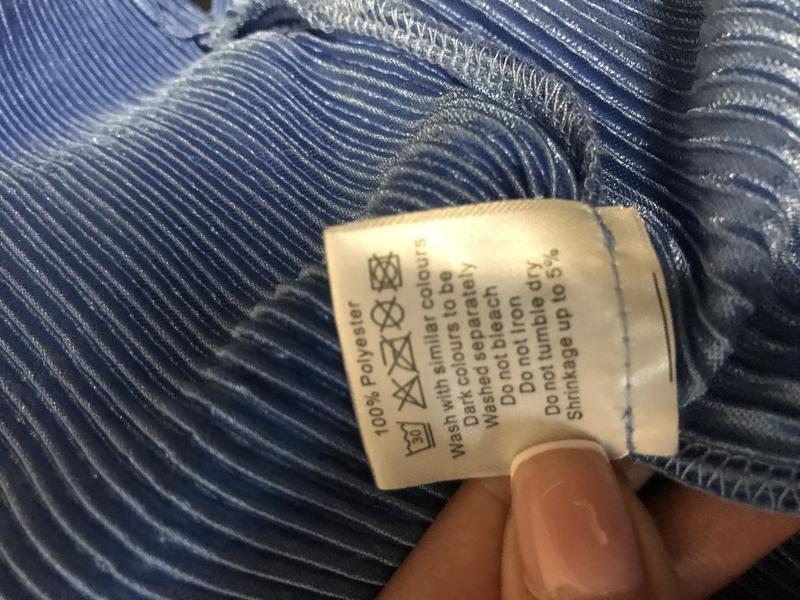 100% Polyester
30
Wash with similar colours
Dark colours to be
Washed separately
Do not bleach
Do not Iron
Do not tumble dry
Shrinkage up to 5%